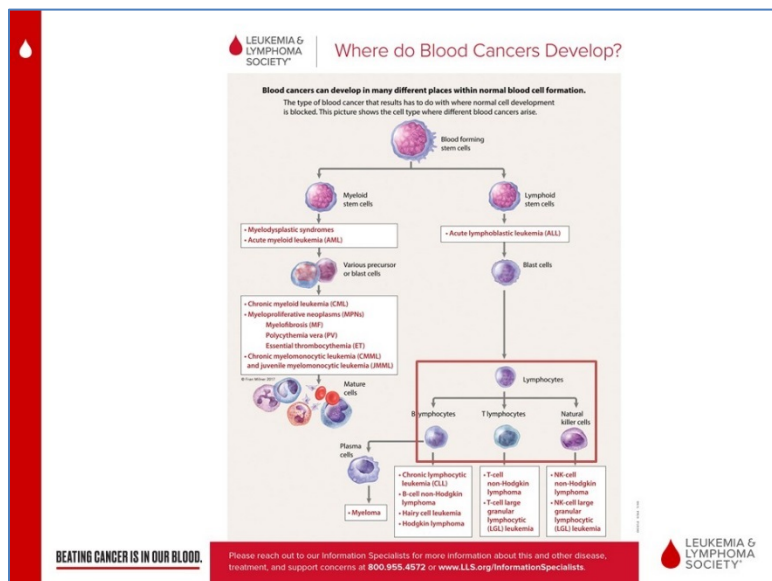 LEUKEMIA &
LYMPHOMA
SOCIETY®
Where do Blood Cancers Develop?
Blood cancers can develop in many different places within normal blood cell formation.
The type of blood cancer that results has to do with where normal cell development
is blocked. This picture shows the cell type where different blood cancers arise.
Blood forming
stem cells
Myeloid
stem cells
Lymphoid
stem cells
• Myelodysplastic syndromes
• Acute myeloid leukemia (AML)
• Acute lymphoblastic leukemia (ALL)
Various precursor
or blast cells
Blast cells
• Chronic myeloid leukemia (CML)
• Myeloproliferative neoplasms (MPNs)
Myelofibrosis (MF)
Polycythemia vera (PV)
Essential thrombocythemia (ET)
• Chronic myelomonocytic leukemia (CMML)
and juvenile myelomonocytic leukemia (JMML)
Mature
cells
Lymphocytes
B lymphocytes
T lymphocytes
Natural
killer cells
Plasma
cells
• Myeloma
• Chronic lymphocytic
leukemia (CLL)
• B-cell non-Hodgkin
lymphoma
• Hairy cell leukemia
• Hodgkin lymphoma
• T-cell
non-Hodgkin
lymphoma
• T-cell large
granular
lymphocytic
(LGL) leukemia
• NK-cell
non-Hodgkin
lymphoma
• NK-cell large
granular
lymphocytic
(LGL) leukemia
BEATING CANCER IS IN OUR BLOOD.
Please reach out to our Information Specialists for more information about this and other disease,
treatment, and support concerns at 800.955.4572 or www.LLS.org/InformationSpecialists.
LEUKEMIA &
LYMPHOMA
SOCIETY®